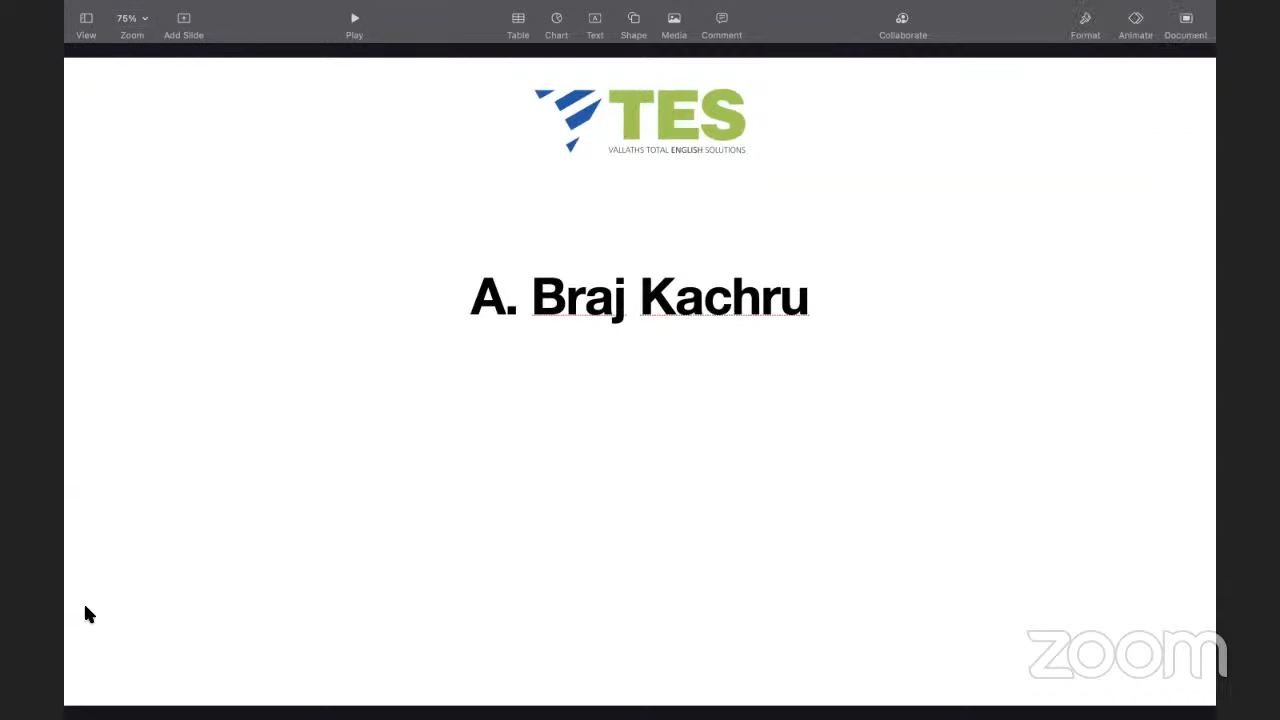 View
75%
Zoom
Add Slide
Play
Table
Chart
Text
Shape
Media
Comment
Collaborate
Format
Animate
Document
TES
VALLATHS TOTAL ENGLISH SOLUTIONS
A. Braj Kachru
zoom